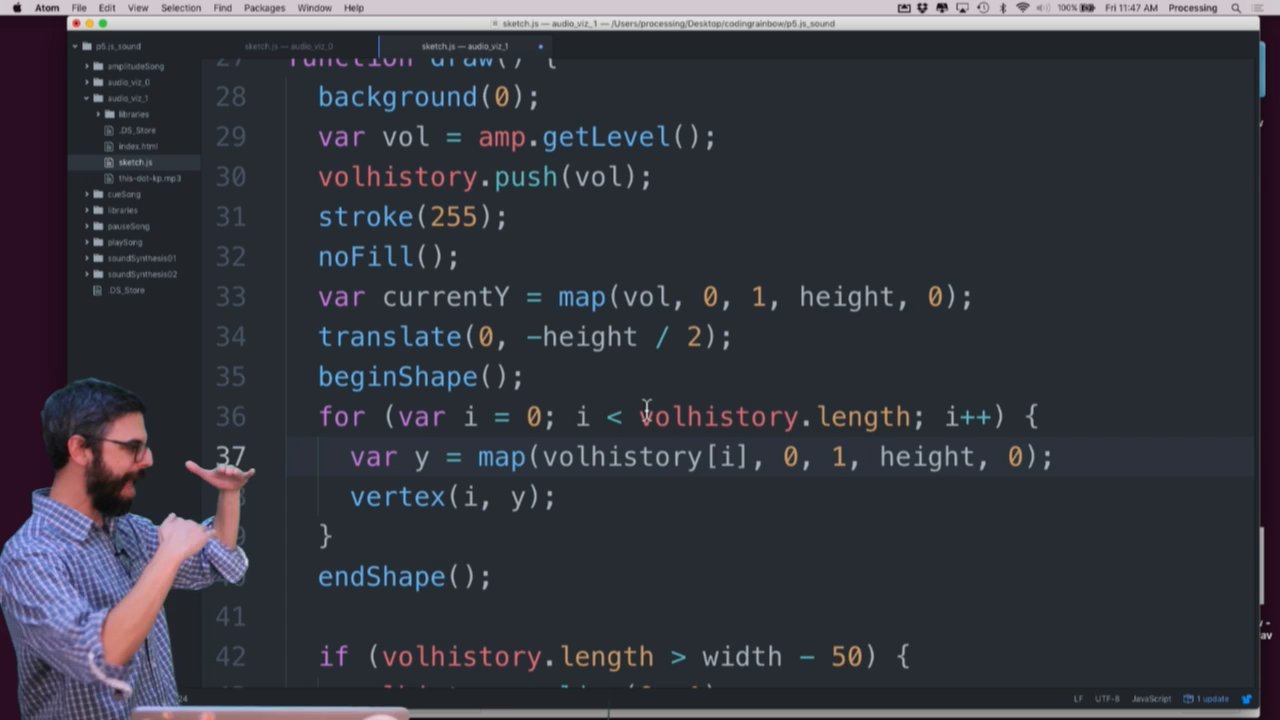 Atom File Edit View Selection Find Packages Window Help 100% Fri 11:47 AM Processing
sketch.js — audio_viz_1 — /Users/processing/Desktop/codingrainbow/p5.js_sound
p5.js_sound
sketch.js — audio_viz_0
sketch.js — audio_viz_1
amplitudeSong
audio_viz_0
audio_viz_1
libraries
.DS_Store
index.html
sketch.js
this-dot-kp.mp3
cueSong
libraries
pauseSong
playSong
soundSynthesis01
soundSynthesis02
.DS_Store
27 function draw() {
28 background(0);
29 var vol = amp.getLevel();
30 volhistory.push(vol);
31 stroke(255);
32 noFill();
33 var currentY = map(vol, 0, 1, height, 0);
34 translate(0, -height / 2);
35 beginShape();
36 for (var i = 0; i < volhistory.length; i++) {
37 var y = map(volhistory[i], 0, 1, height, 0);
vertex(i, y);
}
endShape();
41
42 if (volhistory.length > width - 50) {
LF UTF-8 JavaScript 1 update